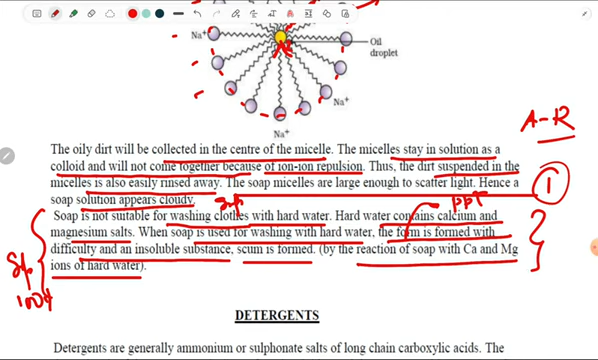 Na+
Oil
droplet
Na+
Na+
A-R
The oily dirt will be collected in the centre of the micelle. The micelles stay in solution as a
colloid and will not come together because of ion-ion repulsion. Thus, the dirt suspended in the
micelles is also easily rinsed away. The soap micelles are large enough to scatter light. Hence a
soap solution appears cloudy.
1
ppt
Soap is not suitable for washing clothes with hard water. Hard water contains calcium and
magnesium salts. When soap is used for washing with hard water, the form is formed with
difficulty and an insoluble substance, scum is formed. (by the reaction of soap with Ca and Mg
ions of hard water).
DETERGENTS
Detergents are generally ammonium or sulphonate salts of long chain carboxylic acids. The